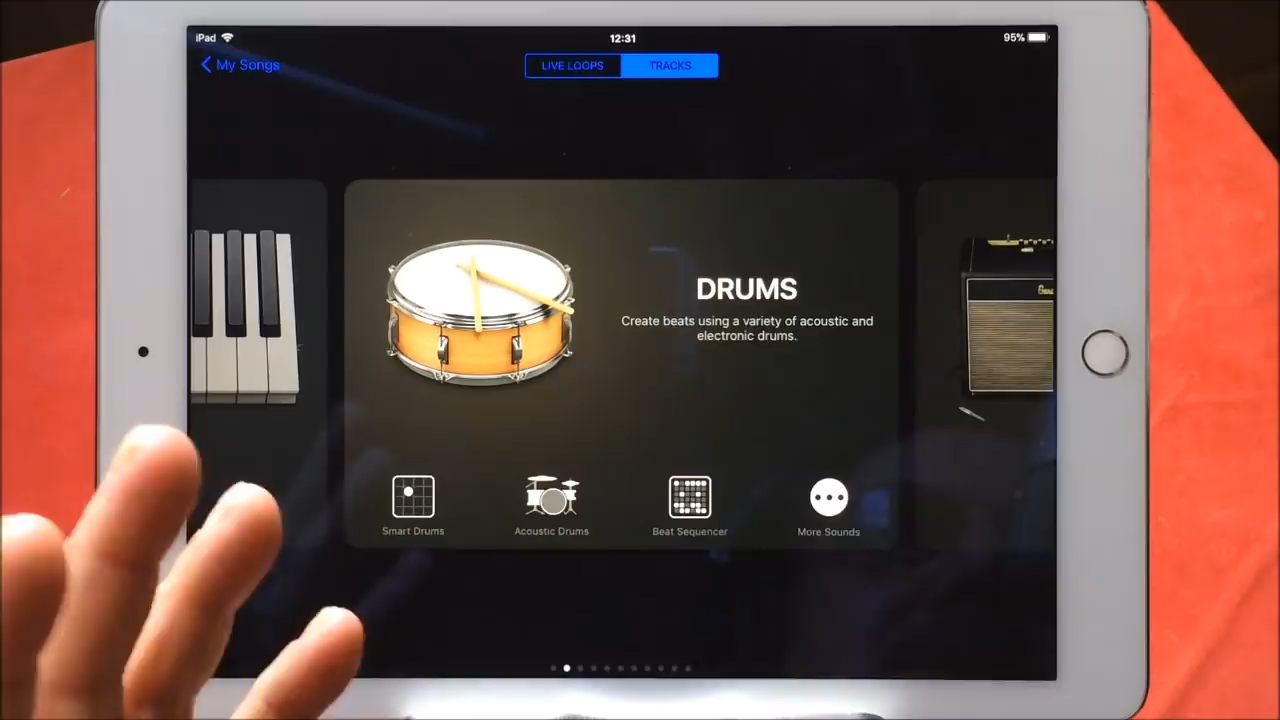 iPad
12:31
95%
My Songs
LIVE LOOPS
TRACKS
DRUMS
Create beats using a variety of acoustic and
electronic drums.
Smart Drums
Acoustic Drums
Beat Sequencer
More Sounds